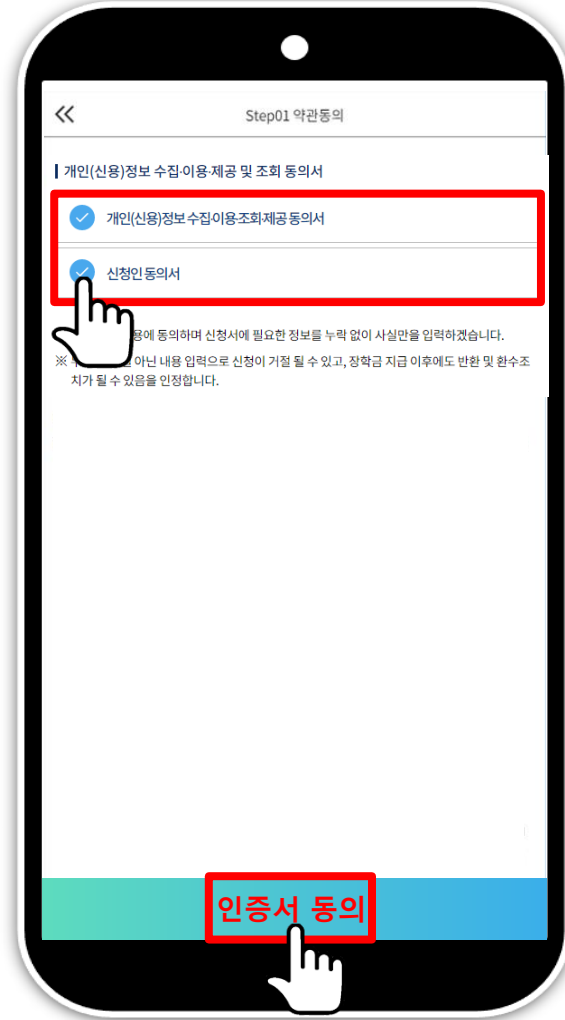 Step01 약관동의
개인(신용)정보 수집·이용·제공 및 조회 동의서
개인(신용)정보 수집·이용·조회·제공 동의서
신청인 동의서
동의하며 신청서에 필요한 정보를 누락 없이 사실만을 입력하겠습니다.
※ 아닌 내용 입력으로 신청이 거절 될 수 있고, 장학금 지급 이후에도 반환 및 환수조
치가 될 수 있음을 인정합니다.
인증서 동의